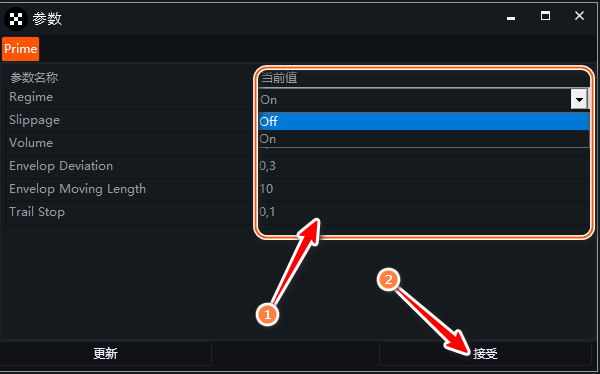 参数
Prime
参数名称 当前值
Regime On
Slippage Off
Volume On
Envelop Deviation 0,3
Envelop Moving Length 10
Trail Stop 0,1
1
2
更新 接受